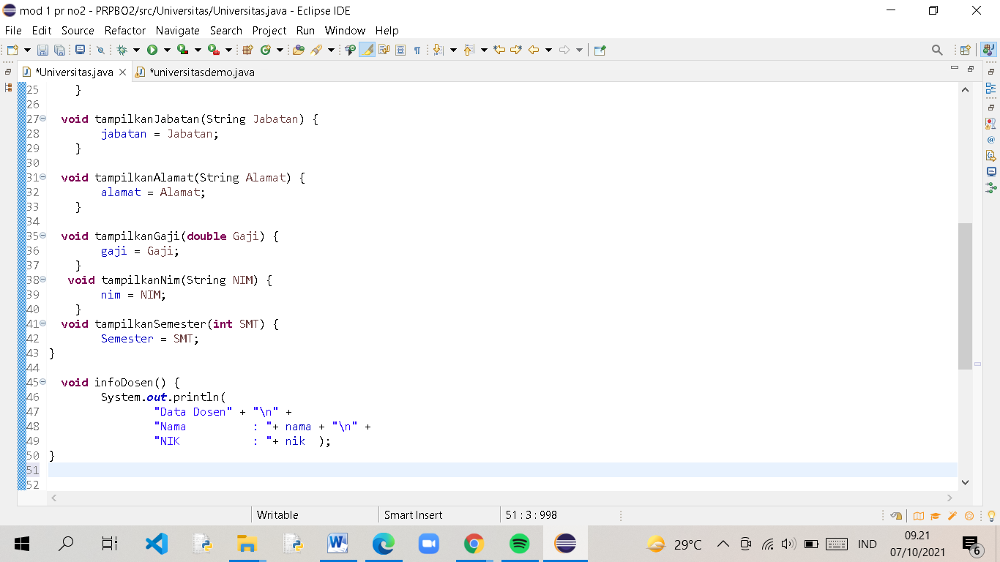 mod 1 pr no2 - PRPBO2/src/Universitas/Universitas.java - Eclipse IDE
File Edit Source Refactor Navigate Search Project Run Window Help
*Universitas.java *universitasdemo.java
25     }
26
27   void tampilkanJabatan(String Jabatan) {
28         jabatan = Jabatan;
29     }
30
31   void tampilkanAlamat(String Alamat) {
32         alamat = Alamat;
33     }
34
35   void tampilkanGaji(double Gaji) {
36         gaji = Gaji;
37     }
38    void tampilkanNim(String NIM) {
39         nim = NIM;
40     }
41   void tampilkanSemester(int SMT) {
42         Semester = SMT;
43 }
44
45   void infoDosen() {
46         System.out.println(
47                 "Data Dosen" + "\n" +
48                 "Nama          : "+ nama + "\n" +
49                 "NIK           : "+ nik  );
50 }
51
52
Writable Smart Insert 51 : 3 : 998
29°C IND 09.21
07/10/2021 6